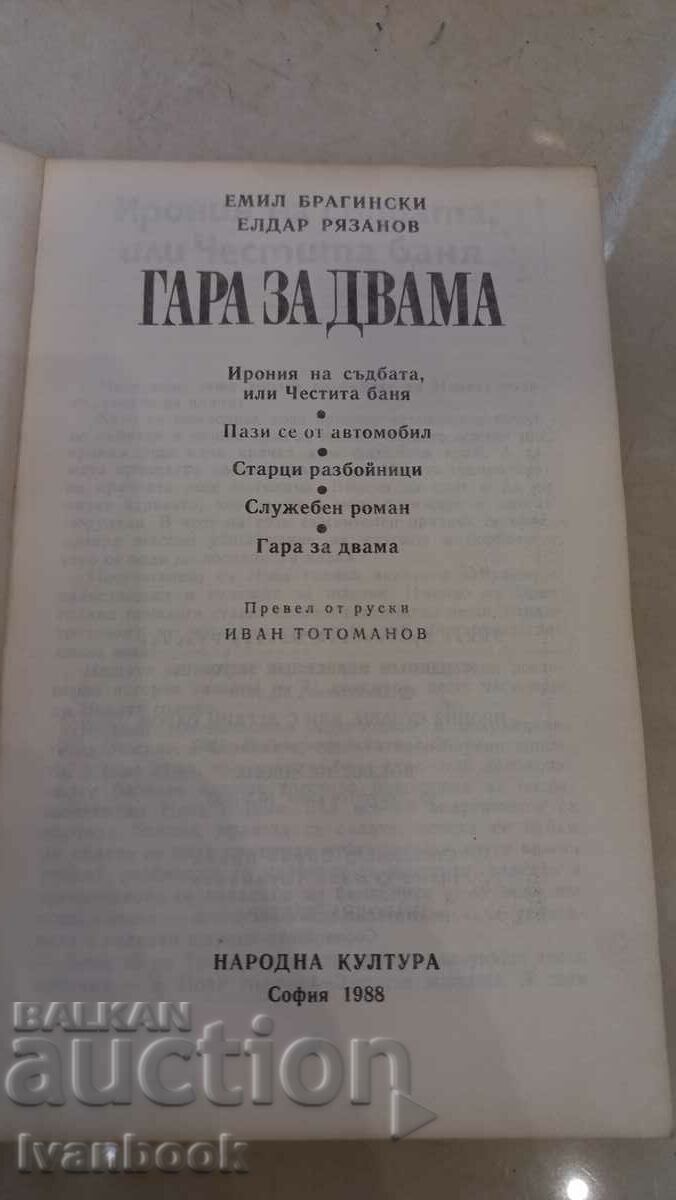 ЕМИЛ БРАГИНСКИ
ЕЛДАР РЯЗАНОВ
ГАРА ЗА ДВАМА
Ирония на съдбата,
или Честита баня
•
Пази се от автомобил
•
Старци разбойници
•
Служебен роман
•
Гара за двама
Превел от руски
ИВАН ТОТОМАНОВ
НАРОДНА КУЛТУРА
София 1988
BALKAN
auction
Ivanbook